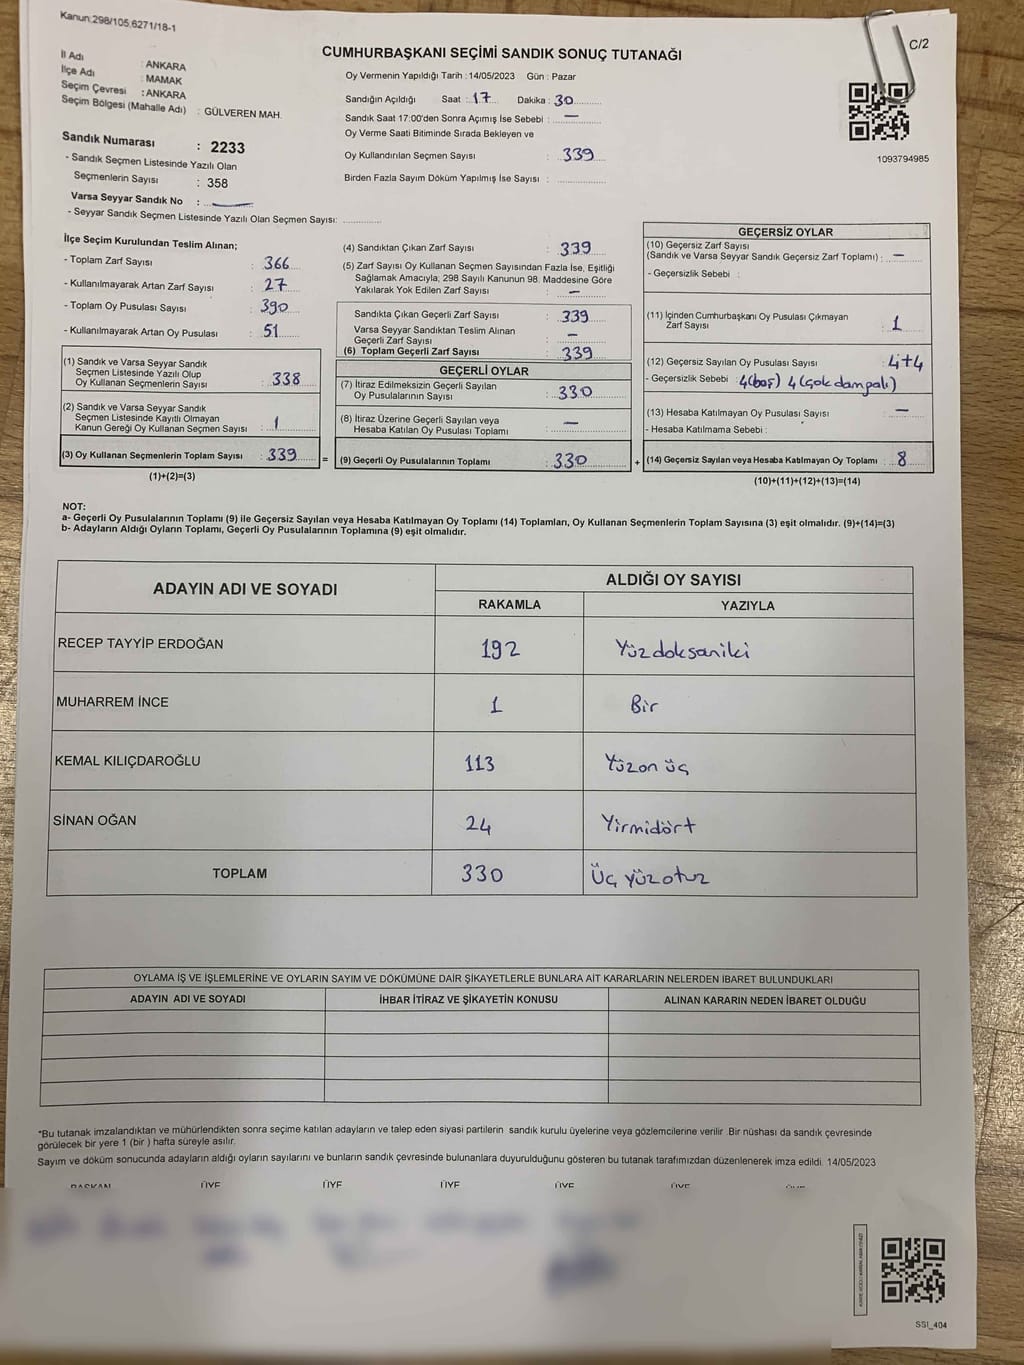 Kanun:298/105.6271/18-1
C/2
CUMHURBAŞKANI SEÇİMİ SANDIK SONUÇ TUTANAĞI
İl Adı : ANKARA
İlçe Adı : MAMAK
Seçim Çevresi : ANKARA
Seçim Bölgesi (Mahalle Adı) : GÜLVEREN MAH.
Sandık Numarası : 2233
- Sandık Seçmen Listesinde Yazılı Olan
Seçmenlerin Sayısı : 358
Varsa Seyyar Sandık No :
- Seyyar Sandık Seçmen Listesinde Yazılı Olan Seçmen Sayısı:
Oy Vermenin Yapıldığı Tarih :14/05/2023 Gün : Pazar
Sandığın Açıldığı Saat : 17 Dakika : 30
Sandık Saat 17:00'den Sonra Açımış İse Sebebi : —
Oy Verme Saati Bitiminde Sırada Bekleyen ve
Oy Kullandırılan Seçmen Sayısı : 339
Birden Fazla Sayım Döküm Yapılmış İse Sayısı :
1093794985
İlçe Seçim Kurulundan Teslim Alınan;
- Toplam Zarf Sayısı : 366
- Kullanılmayarak Artan Zarf Sayısı : 27
- Toplam Oy Pusulası Sayısı : 390
- Kullanılmayarak Artan Oy Pusulası : 51
(1) Sandık ve Varsa Seyyar Sandık
Seçmen Listesinde Yazılı Olup
Oy Kullanan Seçmenlerin Sayısı : 338
(2) Sandık ve Varsa Seyyar Sandık
Seçmen Listesinde Kayıtlı Olmayan
Kanun Gereği Oy Kullanan Seçmen Sayısı : 1
(3) Oy Kullanan Seçmenlerin Toplam Sayısı : 339 =
(1)+(2)=(3)
(4) Sandıktan Çıkan Zarf Sayısı : 339
(5) Zarf Sayısı Oy Kullanan Seçmen Sayısından Fazla İse, Eşitliği
Sağlamak Amacıyla; 298 Sayılı Kanunun 98. Maddesine Göre
Yakılarak Yok Edilen Zarf Sayısı : —
Sandıkta Çıkan Geçerli Zarf Sayısı : 339
Varsa Seyyar Sandıktan Teslim Alınan
Geçerli Zarf Sayısı : —
(6) Toplam Geçerli Zarf Sayısı : 339
GEÇERLİ OYLAR
(7) İtiraz Edilmeksizin Geçerli Sayılan
Oy Pusulalarının Sayısı : 330
(8) İtiraz Üzerine Geçerli Sayılan veya
Hesaba Katılan Oy Pusulası Toplamı : —
(9) Geçerli Oy Pusulalarının Toplamı : 330 +
GEÇERSİZ OYLAR
(10) Geçersiz Zarf Sayısı
(Sandık ve Varsa Seyyar Sandık Geçersiz Zarf Toplamı) : —
- Geçersizlik Sebebi :
(11) İçinden Cumhurbaşkanı Oy Pusulası Çıkmayan
Zarf Sayısı : 1
(12) Geçersiz Sayılan Oy Pusulası Sayısı : 4+4
- Geçersizlik Sebebi : 4(boş) 4(çok dampalı)
(13) Hesaba Katılmayan Oy Pusulası Sayısı : —
- Hesaba Katılmama Sebebi :
(14) Geçersiz Sayılan veya Hesaba Katılmayan Oy Toplamı : 8
(10)+(11)+(12)+(13)=(14)
NOT:
a- Geçerli Oy Pusulalarının Toplamı (9) ile Geçersiz Sayılan veya Hesaba Katılmayan Oy Toplamı (14) Toplamları, Oy Kullanan Seçmenlerin Toplam Sayısına (3) eşit olmalıdır. (9)+(14)=(3)
b- Adayların Aldığı Oyların Toplamı, Geçerli Oy Pusulalarının Toplamına (9) eşit olmalıdır.
ADAYIN ADI VE SOYADI ALDIĞI OY SAYISI
RAKAMLA YAZIYLA
RECEP TAYYİP ERDOĞAN 192 Yüzdoksaniki
MUHARREM İNCE 1 Bir
KEMAL KILIÇDAROĞLU 113 Yüzon üç
SİNAN OĞAN 24 Yirmidört
TOPLAM 330 Üç yüzotuz
OYLAMA İŞ VE İŞLEMLERİNE VE OYLARIN SAYIM VE DÖKÜMÜNE DAİR ŞİKAYETLERLE BUNLARA AİT KARARLARIN NELERDEN İBARET BULUNDUKLARI
ADAYIN ADI VE SOYADI İHBAR İTİRAZ VE ŞİKAYETİN KONUSU ALINAN KARARIN NEDEN İBARET OLDUĞU
*Bu tutanak imzalandıktan ve mühürlendikten sonra seçime katılan adayların ve talep eden siyasi partilerin sandık kurulu üyelerine veya gözlemcilerine verilir .Bir nüshası da sandık çevresinde
görülecek bir yere 1 (bir ) hafta süreyle asılır.
Sayım ve döküm sonucunda adayların aldığı oyların sayılarını ve bunların sandık çevresinde bulunanlara duyurulduğunu gösteren bu tutanak tarafımızdan düzenlenerek imza edildi. 14/05/2023
BAŞKAN ÜYE ÜYE ÜYE ÜYE ÜYE
SSI_404